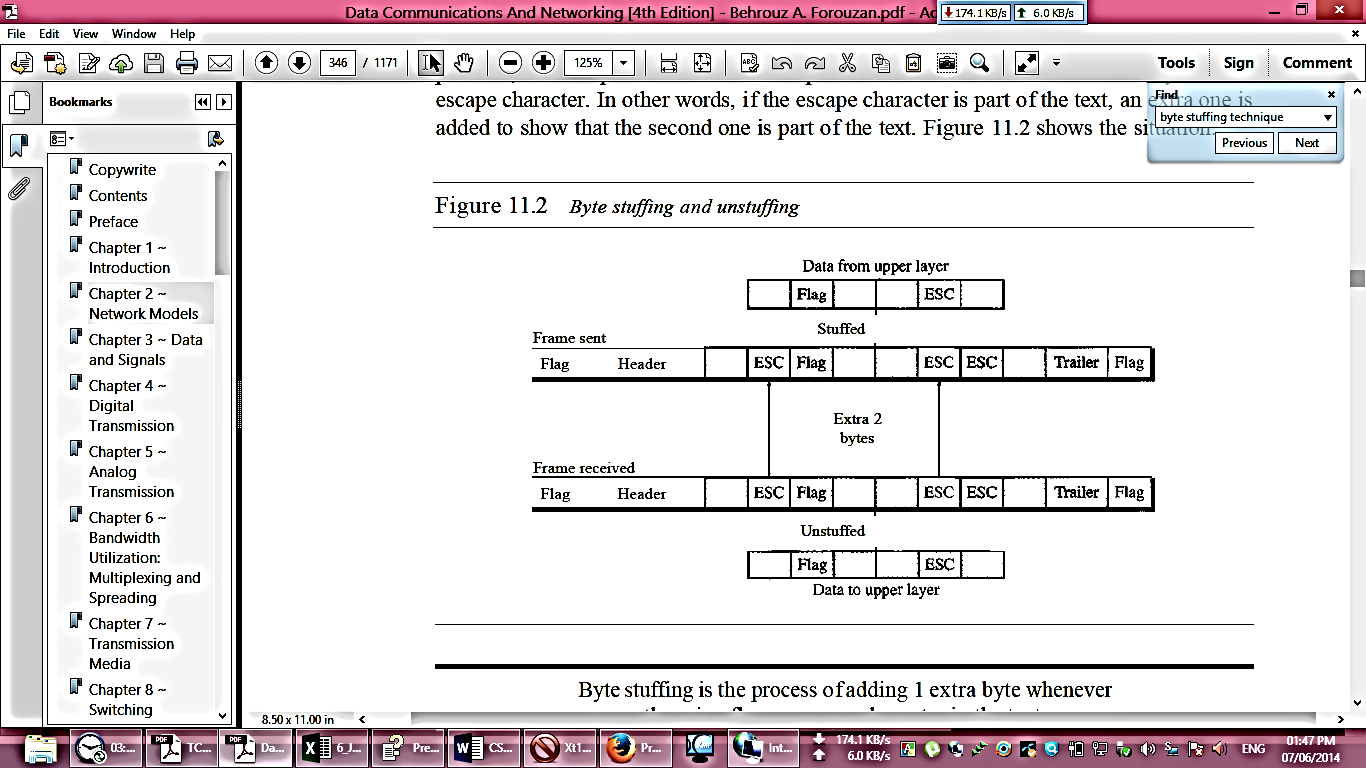 Data Communications And Networking [4th Edition] - Behrouz A. Forouzan.pdf - Ad
174.1 KB/s 6.0 KB/s
File Edit View Window Help
346 / 1171 125% Tools Sign Comment
Bookmarks
Copywrite
Contents
Preface
Chapter 1 ~
Introduction
Chapter 2 ~
Network Models
Chapter 3 ~ Data
and Signals
Chapter 4 ~
Digital
Transmission
Chapter 5 ~
Analog
Transmission
Chapter 6 ~
Bandwidth
Utilization:
Multiplexing and
Spreading
Chapter 7 ~
Transmission
Media
Chapter 8 ~
Switching
Find
byte stuffing technique
Previous Next
escape character. In other words, if the escape character is part of the text, an extra one is
added to show that the second one is part of the text. Figure 11.2 shows the situation.
Figure 11.2 Byte stuffing and unstuffing
Data from upper layer
Flag ESC
Stuffed
Frame sent
Flag Header ESC Flag ESC ESC Trailer Flag
Extra 2
bytes
Frame received
Flag Header ESC Flag ESC ESC Trailer Flag
Unstuffed
Flag ESC
Data to upper layer
Byte stuffing is the process of adding 1 extra byte whenever
8.50 x 11.00 in
03:... TC... Da... 6_J... Pre... CS... Xt1... Pr... Int... 174.1 KB/s
6.0 KB/s
ENG
01:47 PM
07/06/2014